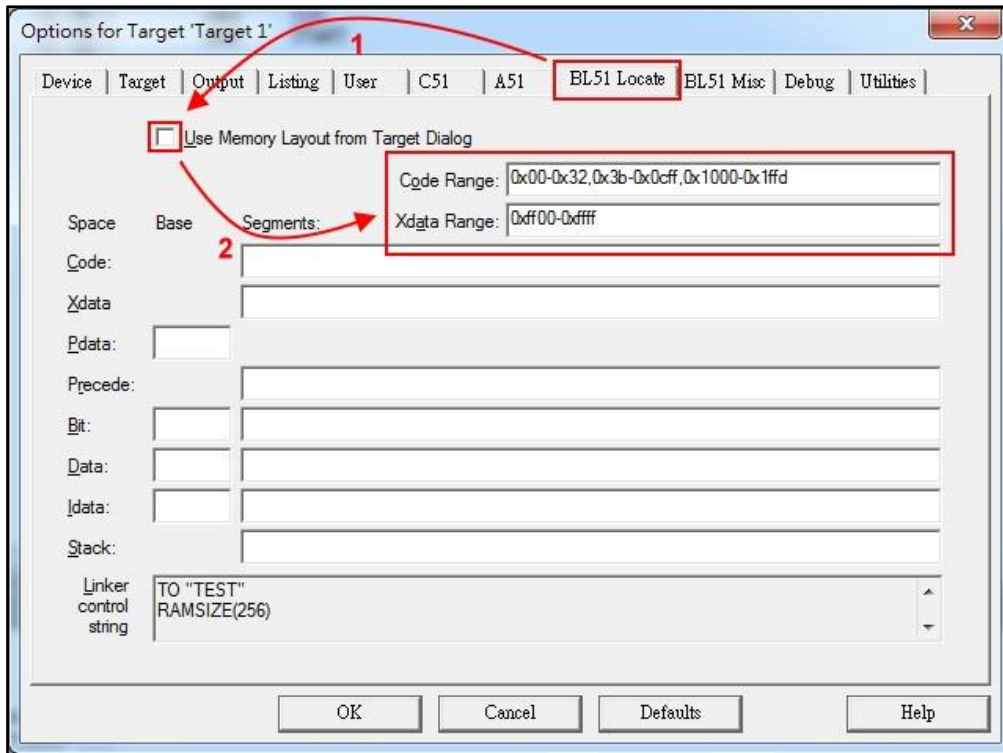 Options for Target 'Target 1'
1
Device Target Output Listing User C51 A51 BL51 Locate BL51 Misc Debug Utilities
Use Memory Layout from Target Dialog
Code Range: 0x00-0x32,0x3b-0x0cff,0x1000-0x1ffd
Space Base Segments: Xdata Range: 0xff00-0xffff
2
Code:
Xdata
Pdata:
Precede:
Bit:
Data:
Idata:
Stack:
Linker control string
TO "TEST"
RAMSIZE(256)
OK Cancel Defaults Help